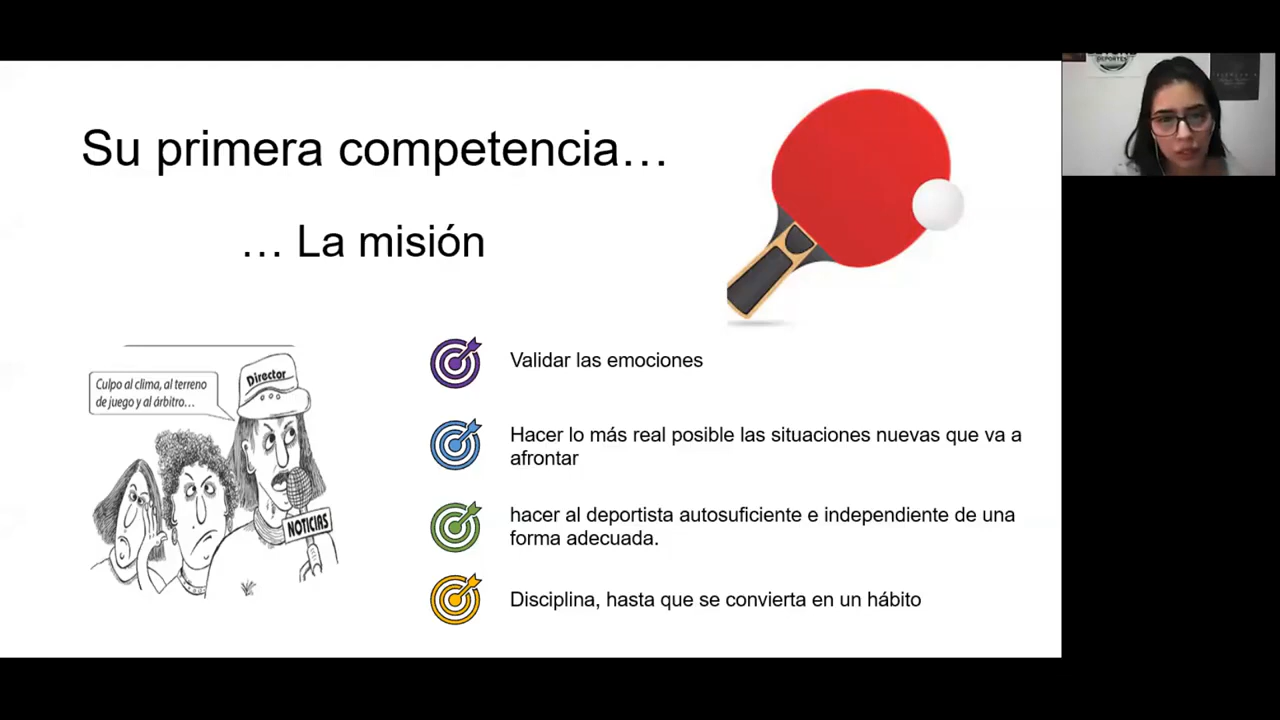 Su primera competencia…
… La misión
Culpo al clima, al terreno
de juego y al árbitro...
Director
NOTICIAS
Validar las emociones
Hacer lo más real posible las situaciones nuevas que va a
afrontar
hacer al deportista autosuficiente e independiente de una
forma adecuada.
Disciplina, hasta que se convierta en un hábito
DEPORTES